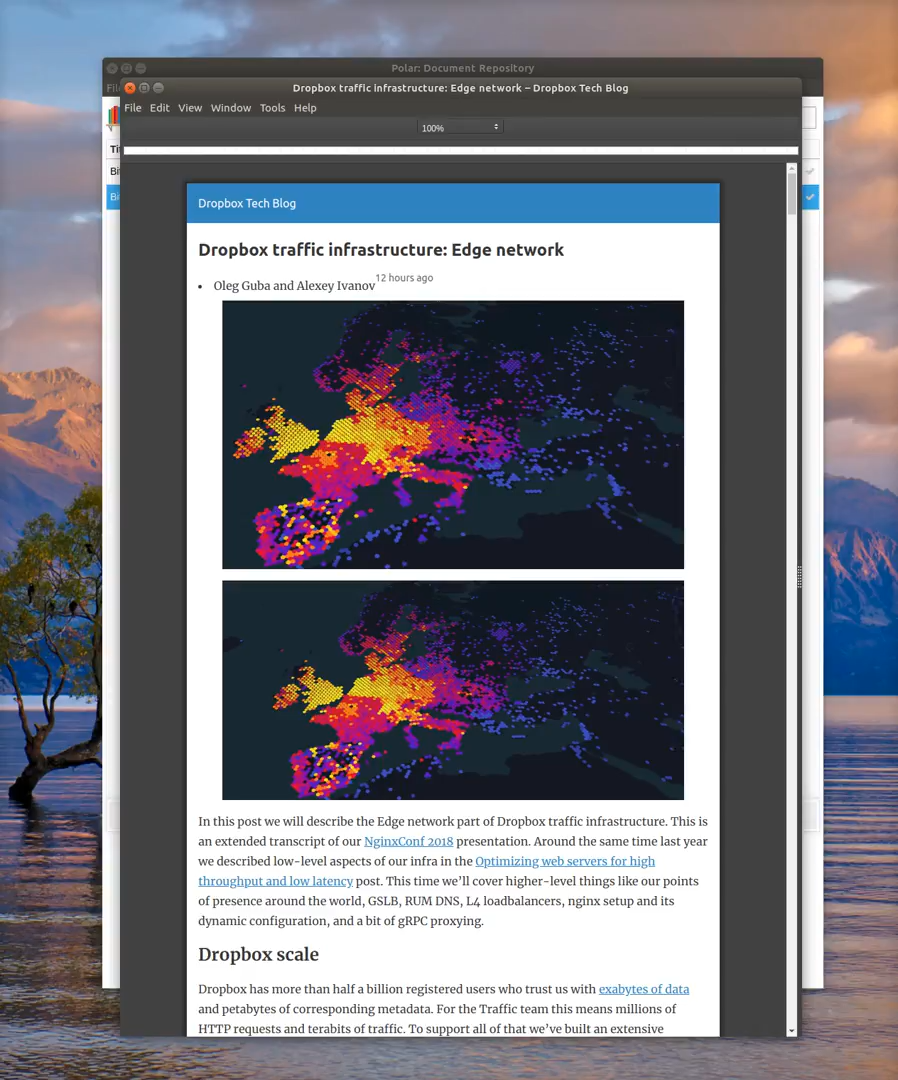 Polar: Document Repository
Dropbox traffic infrastructure: Edge network – Dropbox Tech Blog
File Edit View Window Tools Help
100%
Dropbox Tech Blog
Dropbox traffic infrastructure: Edge network
12 hours ago
• Oleg Guba and Alexey Ivanov
In this post we will describe the Edge network part of Dropbox traffic infrastructure. This is
an extended transcript of our NginxConf 2018 presentation. Around the same time last year
we described low-level aspects of our infra in the Optimizing web servers for high
throughput and low latency post. This time we’ll cover higher-level things like our points
of presence around the world, GSLB, RUM DNS, L4 loadbalancers, nginx setup and its
dynamic configuration, and a bit of gRPC proxying.
Dropbox scale
Dropbox has more than half a billion registered users who trust us with exabytes of data
and petabytes of corresponding metadata. For the Traffic team this means millions of
HTTP requests and terabits of traffic. To support all of that we’ve built an extensive